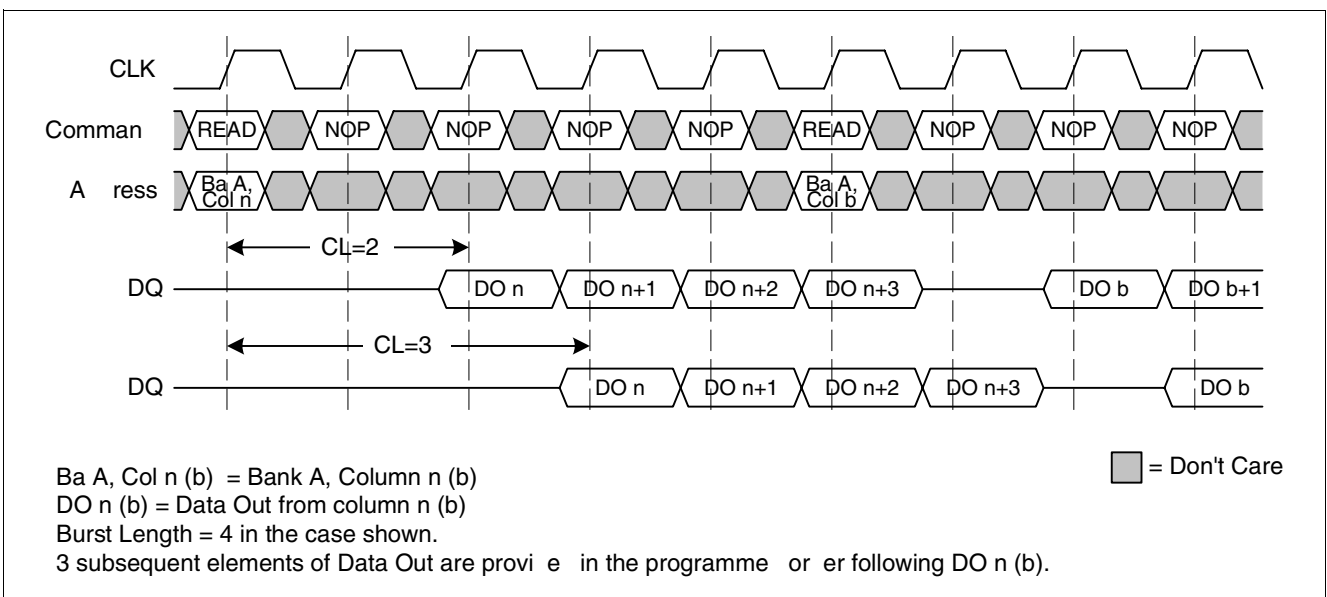 CLK
Comman READ NOP NOP NOP NOP READ NOP NOP NOP
A ress Ba A, Col n Ba A, Col b
CL=2
DQ DO n DO n+1 DO n+2 DO n+3 DO b DO b+1
CL=3
DQ DO n DO n+1 DO n+2 DO n+3 DO b
Ba A, Col n (b) = Bank A, Column n (b)
= Don't Care
DO n (b) = Data Out from column n (b)
Burst Length = 4 in the case shown.
3 subsequent elements of Data Out are provi e in the programme or er following DO n (b).